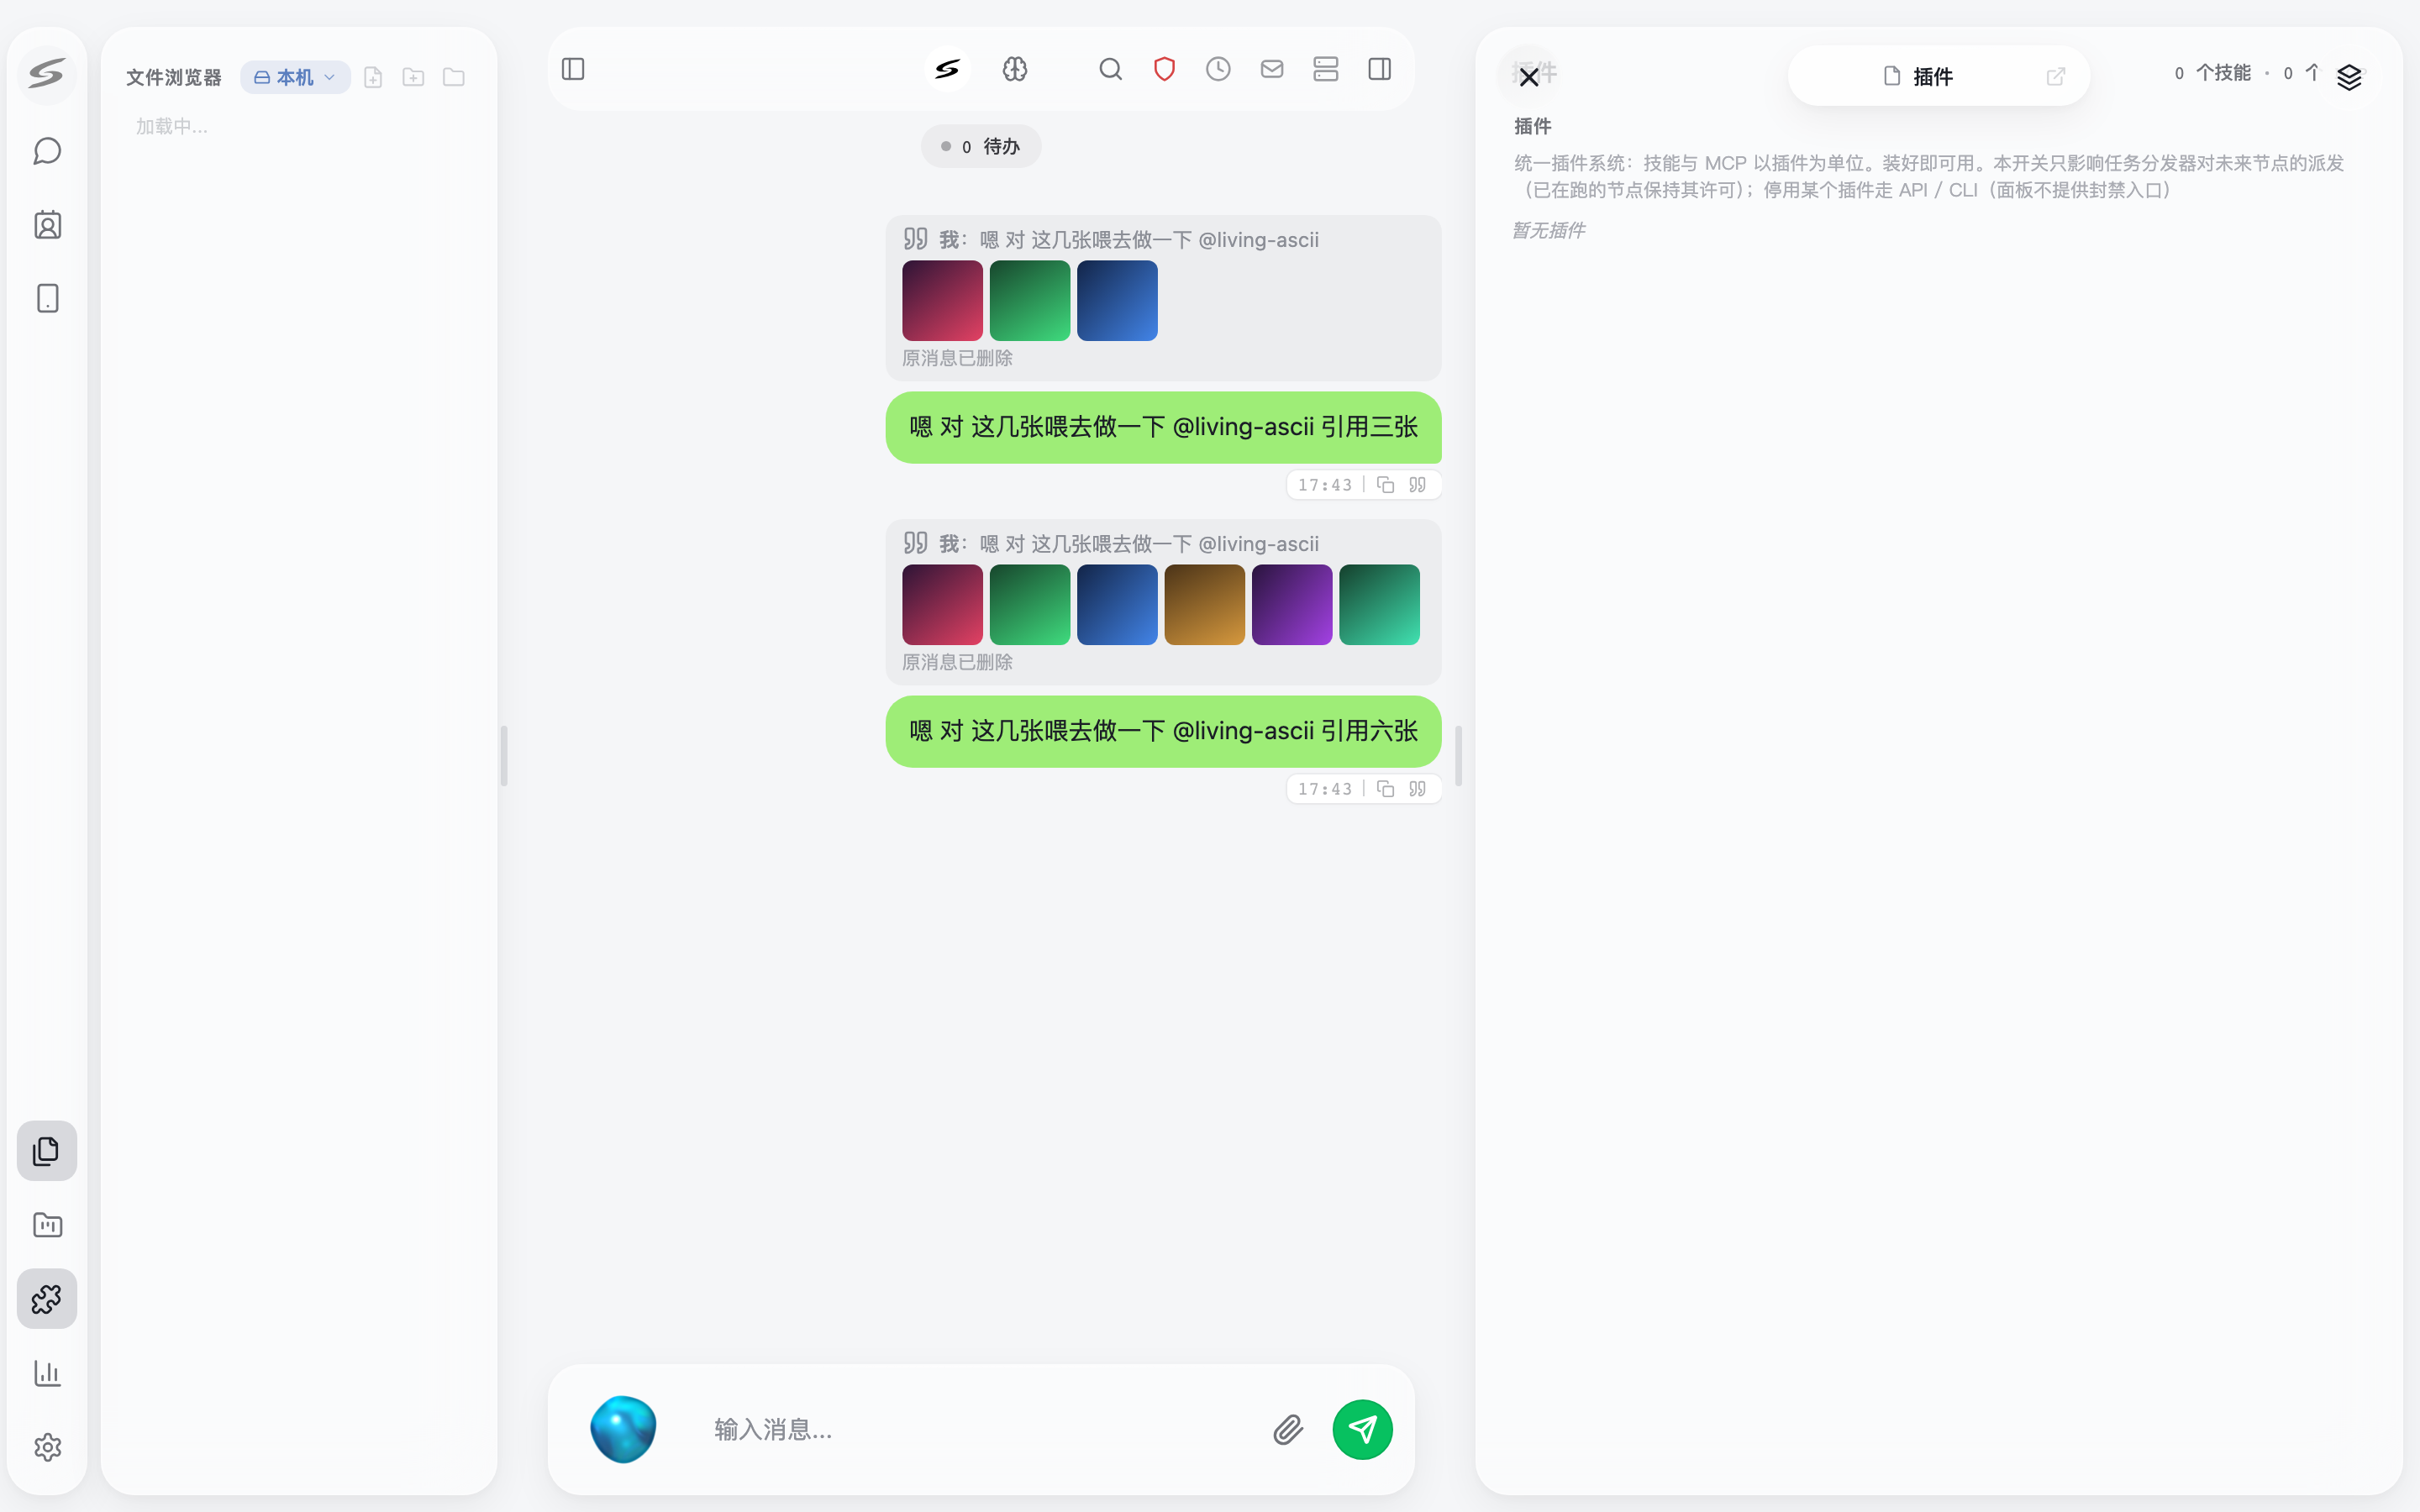 文件浏览器
本机
加载中...
0 待办
我：嗯 对 这几张喂去做一下 @living-ascii
原消息已删除
嗯 对 这几张喂去做一下 @living-ascii 引用三张
17:43
我：嗯 对 这几张喂去做一下 @living-ascii
原消息已删除
嗯 对 这几张喂去做一下 @living-ascii 引用六张
17:43
输入消息...
插件
插件
0 个技能 · 0 个
插件
统一插件系统：技能与 MCP 以插件为单位。装好即可用。本开关只影响任务分发器对未来节点的派发
（已在跑的节点保持其许可）；停用某个插件走 API / CLI（面板不提供封禁入口）
暂无插件